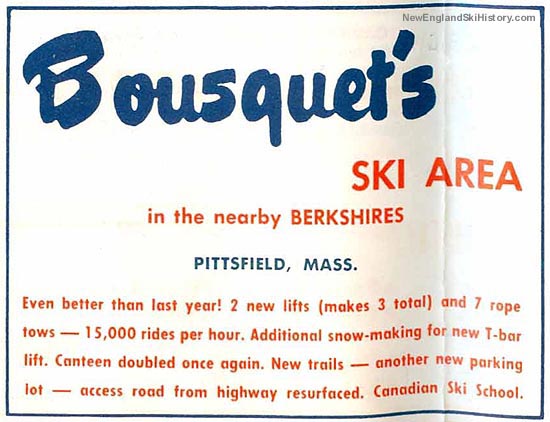 NewEnglandSkiHistory.com
Bousquet's
SKI AREA
in the nearby BERKSHIRES
PITTSFIELD, MASS.
Even better than last year! 2 new lifts (makes 3 total) and 7 rope
tows — 15,000 rides per hour. Additional snow-making for new T-bar
lift. Canteen doubled once again. New trails — another new parking
lot — access road from highway resurfaced. Canadian Ski School.